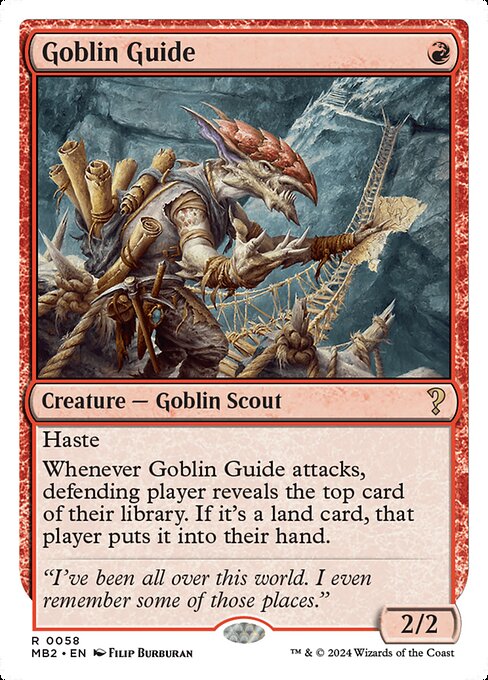 Goblin Guide
Creature — Goblin Scout
Haste
Whenever Goblin Guide attacks,
defending player reveals the top card
of their library. If it's a land card, that
player puts it into their hand.
“I've been all over this world. I even
remember some of those places.”
2/2
R 0058
MB2 • EN Filip Burburan
™ & © 2024 Wizards of the Coast